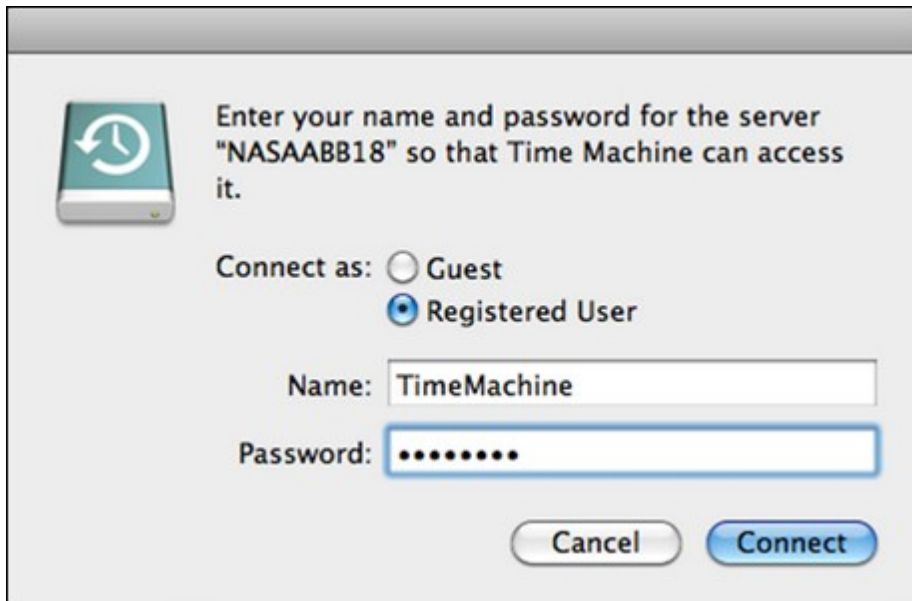 Enter your name and password for the server
“NASAABB18” so that Time Machine can access
it.
Connect as: Guest
Registered User
Name: TimeMachine
Password: ••••••••
Cancel Connect